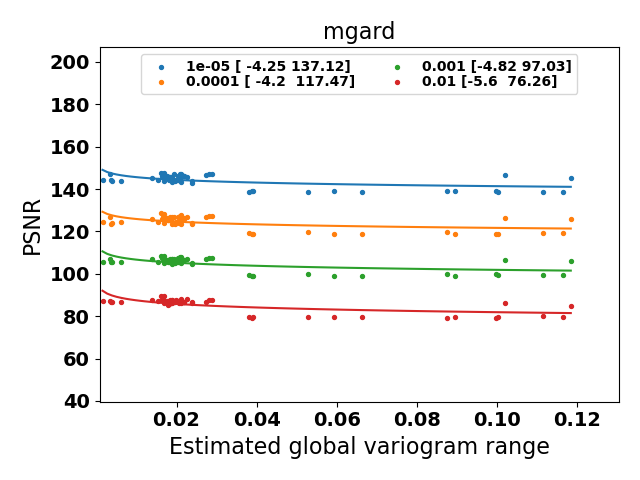 mgard
1e-05 [ -4.25 137.12]
0.0001 [ -4.2  117.47]
0.001 [-4.82 97.03]
0.01 [-5.6  76.26]
PSNR
200
180
160
140
120
100
80
60
40
0.02 0.04 0.06 0.08 0.10 0.12
Estimated global variogram range